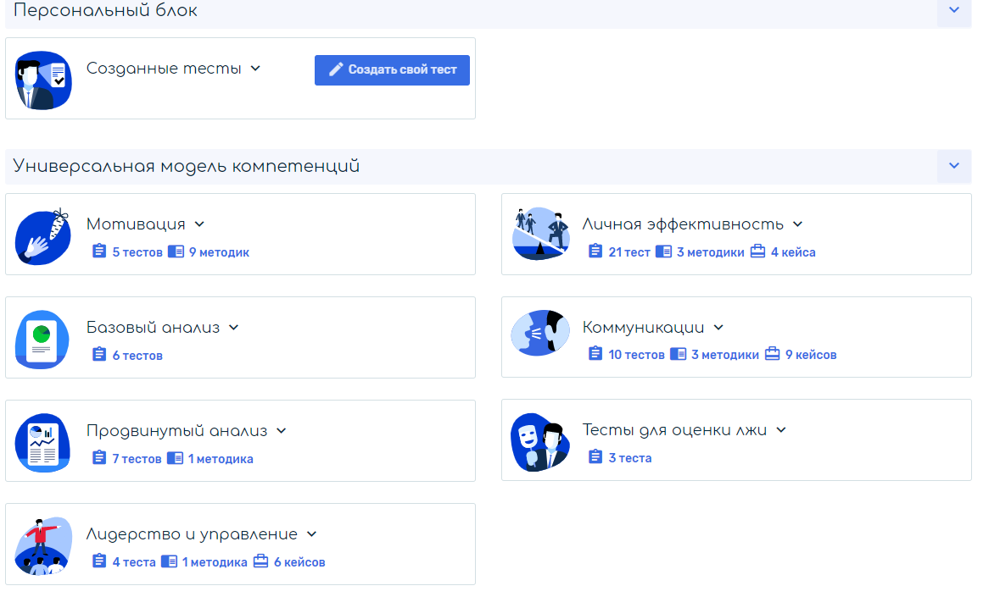 Персональный блок
Созданные тесты
Создать свой тест
Универсальная модель компетенций
Мотивация
5 тестов 9 методик
Личная эффективность
21 тест 3 методики 4 кейса
Базовый анализ
6 тестов
Коммуникации
10 тестов 3 методики 9 кейсов
Продвинутый анализ
7 тестов 1 методика
Тесты для оценки лжи
3 теста
Лидерство и управление
4 теста 1 методика 6 кейсов